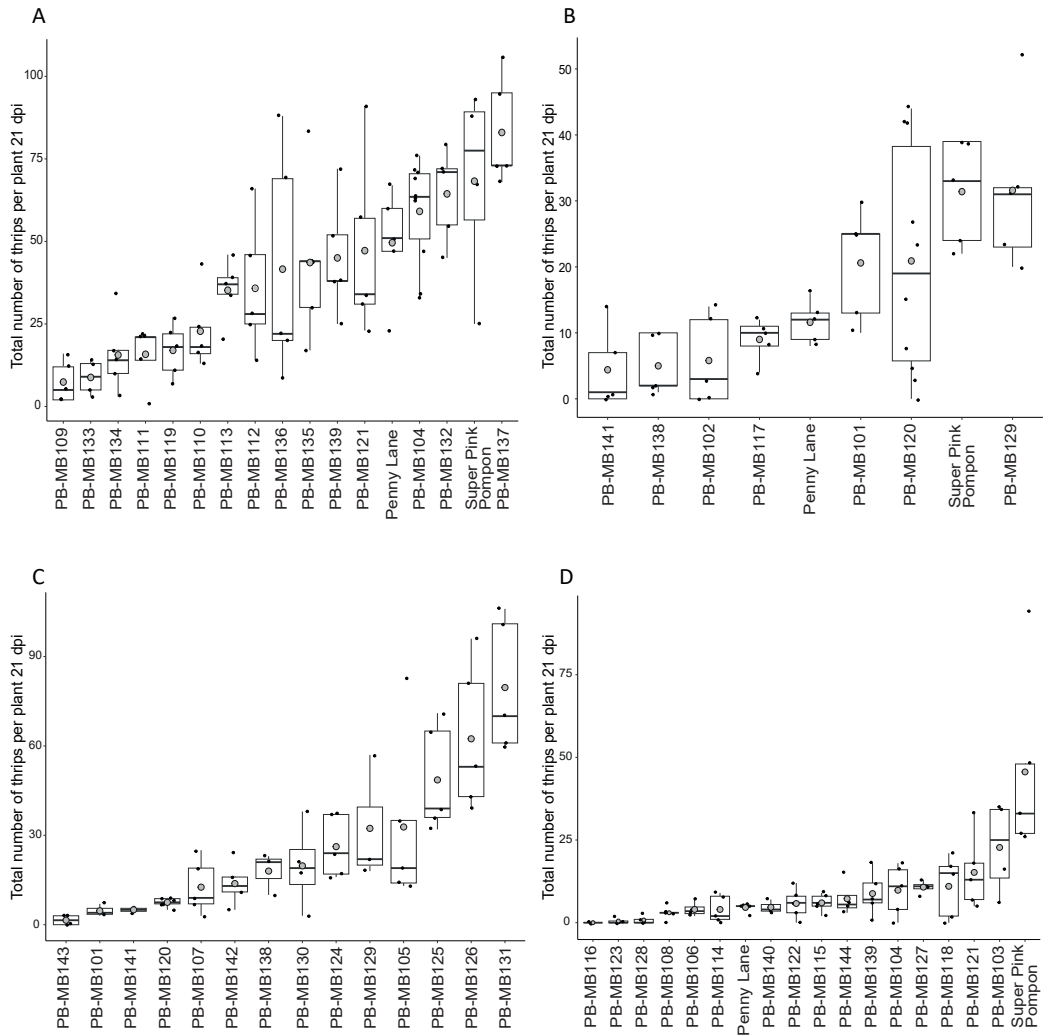 A
Total number of thrips per plant 21 dpi
100
75
50
25
0
PB-MB109
PB-MB133
PB-MB134
PB-MB111
PB-MB119
PB-MB110
PB-MB113
PB-MB112
PB-MB136
PB-MB135
PB-MB139
PB-MB121
Penny Lane
PB-MB104
PB-MB132
Super Pink
Pompon
PB-MB137
B
Total number of thrips per plant 21 dpi
50
40
30
20
10
0
PB-MB141
PB-MB138
PB-MB102
PB-MB117
Penny Lane
PB-MB101
PB-MB120
Super Pink
Pompon
PB-MB129
C
Total number of thrips per plant 21 dpi
90
60
30
0
PB-MB143
PB-MB101
PB-MB141
PB-MB120
PB-MB107
PB-MB142
PB-MB138
PB-MB130
PB-MB124
PB-MB129
PB-MB105
PB-MB125
PB-MB126
PB-MB131
D
Total number of thrips per plant 21 dpi
75
50
25
0
PB-MB116
PB-MB123
PB-MB128
PB-MB108
PB-MB106
PB-MB114
Penny Lane
PB-MB140
PB-MB122
PB-MB115
PB-MB144
PB-MB139
PB-MB104
PB-MB127
PB-MB118
PB-MB121
PB-MB103
Super Pink
Pompon